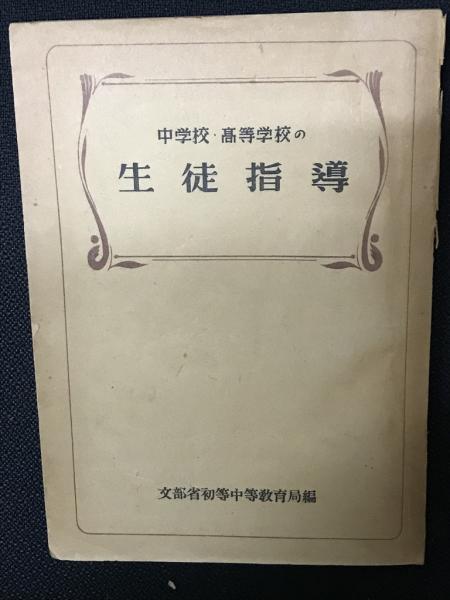 中学校・高等学校の
生徒指導
文部省初等中等教育局編